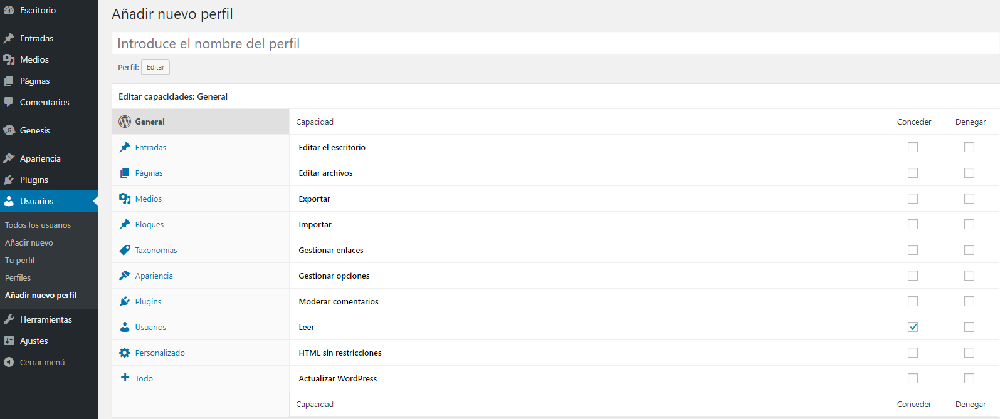 Escritorio
Entradas
Medios
Páginas
Comentarios
Genesis
Apariencia
Plugins
Usuarios
Todos los usuarios
Añadir nuevo
Tu perfil
Perfiles
Añadir nuevo perfil
Herramientas
Ajustes
Cerrar menú
Añadir nuevo perfil
Introduce el nombre del perfil
Perfil: Editar
Editar capacidades: General
General Capacidad Conceder Denegar
Entradas Editar el escritorio
Páginas Editar archivos
Medios Exportar
Bloques Importar
Taxonomías Gestionar enlaces
Apariencia Gestionar opciones
Plugins Moderar comentarios
Usuarios Leer
Personalizado HTML sin restricciones
Todo Actualizar WordPress
Capacidad Conceder Denegar